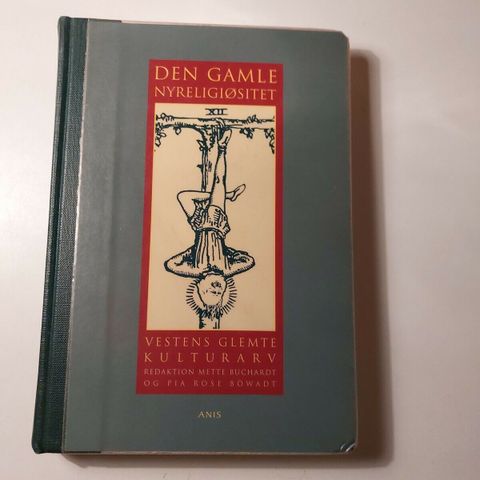 DEN GAMLE
NYRELIGIØSITET
XII
VESTENS GLEMTE
KULTURARV
REDAKTION METTE BUCHARDT
OG PIA ROSE BÖWADT
ANIS